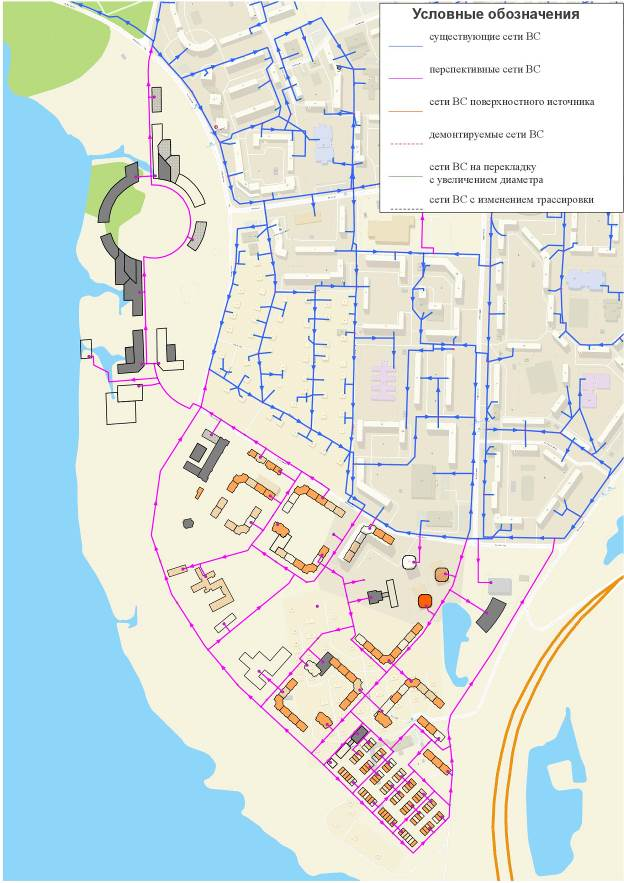 Условные обозначения
существующие сети ВС
перспективные сети ВС
сети ВС поверхностного источника
демонтируемые сети ВС
сети ВС на перекладку
с увеличением диаметра
сети ВС с изменением трассировки